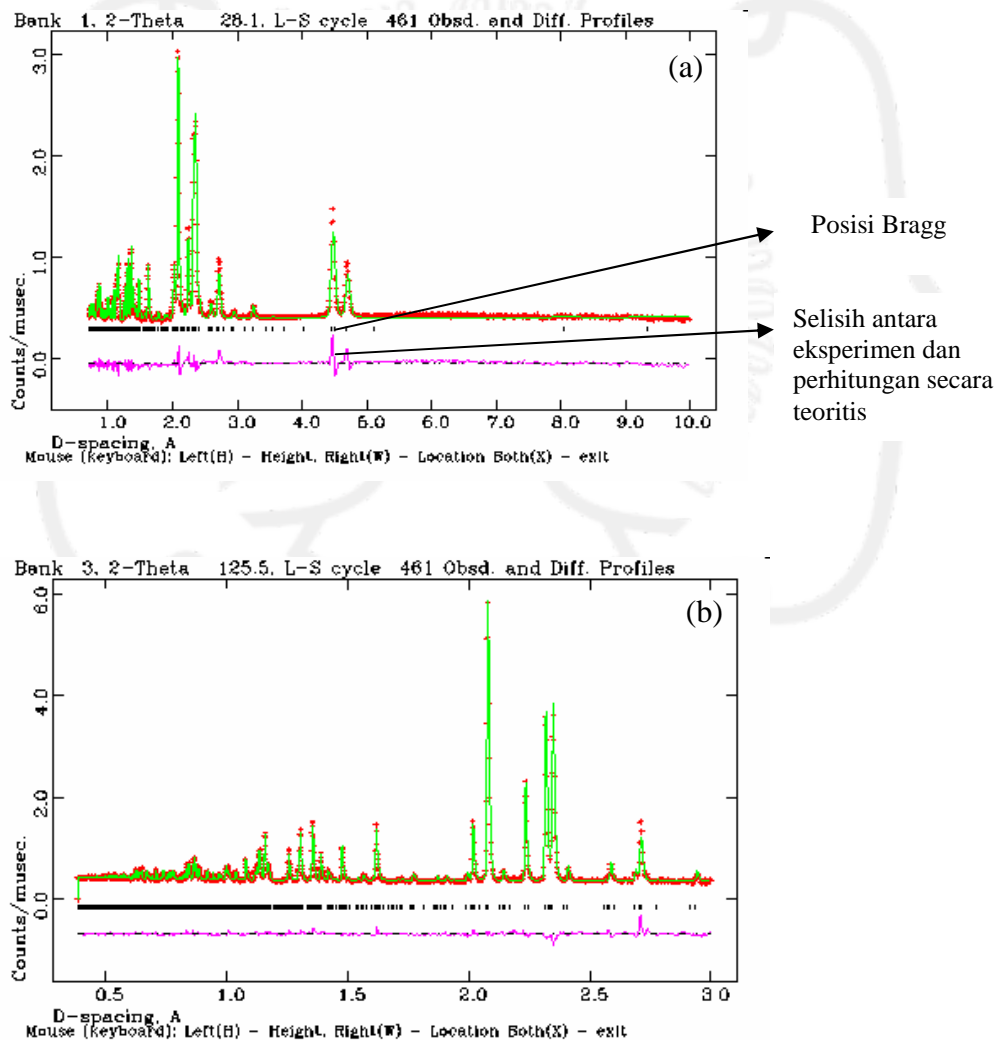 Bank 1, 2-Theta 28.1, L-S cycle 461 Obsd. and Diff. Profiles
(a)
3.0
2.0
1.0
0.0
Counts/musec.
1.0 2.0 3.0 4.0 5.0 6.0 7.0 8.0 9.0 10.0
D-spacing, A
Mouse (keyboard): Left(H) - Height, Right(W) - Location Both(X) - exit
Posisi Bragg
Selisih antara
eksperimen dan
perhitungan secara
teoritis
Bank 3, 2-Theta 125.5, L-S cycle 461 Obsd. and Diff. Profiles
(b)
6.0
4.0
2.0
0.0
Counts/musec.
0.5 1.0 1.5 2.0 2.5 3 0
D-spacing, A
Mouse (keyboard): Left(H) - Height, Right(W) - Location Both(X) - exit